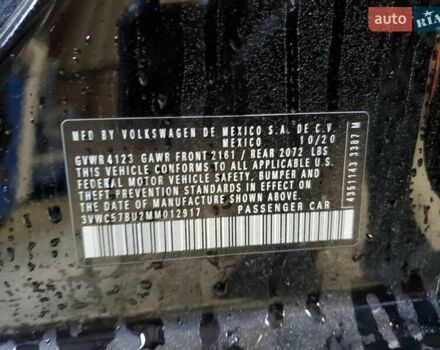 auto RIA
MFD BY VOLKSWAGEN DE MEXICO S.A. DE C.V.
MEXICO 10/20
GVWR 4123 GAWR FRONT 2161 / REAR 2072 LBS
THIS VEHICLE CONFORMS TO ALL APPLICABLE
FEDERAL MOTOR VEHICLE SAFETY, BUMPER AND
THEFT PREVENTION STANDARDS IN EFFECT ON
THE DATE OF MANUFACTURE SHOWN ABOVE.
3VWC57BU2MM012917 PASSENGER CAR
4351143 3387 M